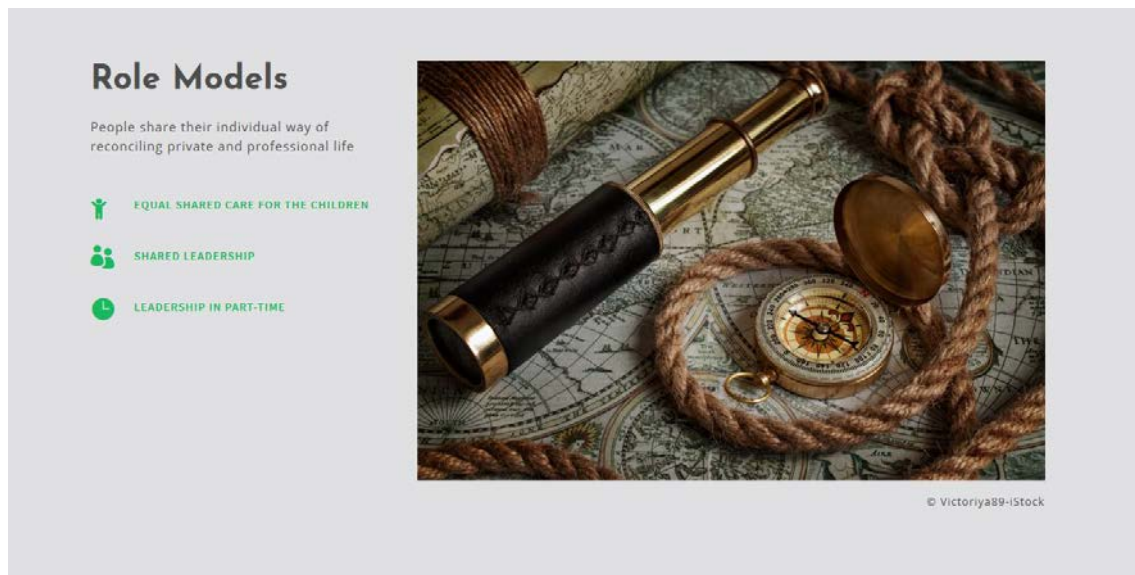 Role Models
People share their individual way of
reconciling private and professional life
EQUAL SHARED CARE FOR THE CHILDREN
SHARED LEADERSHIP
LEADERSHIP IN PART-TIME
© Victoriya89-iStock